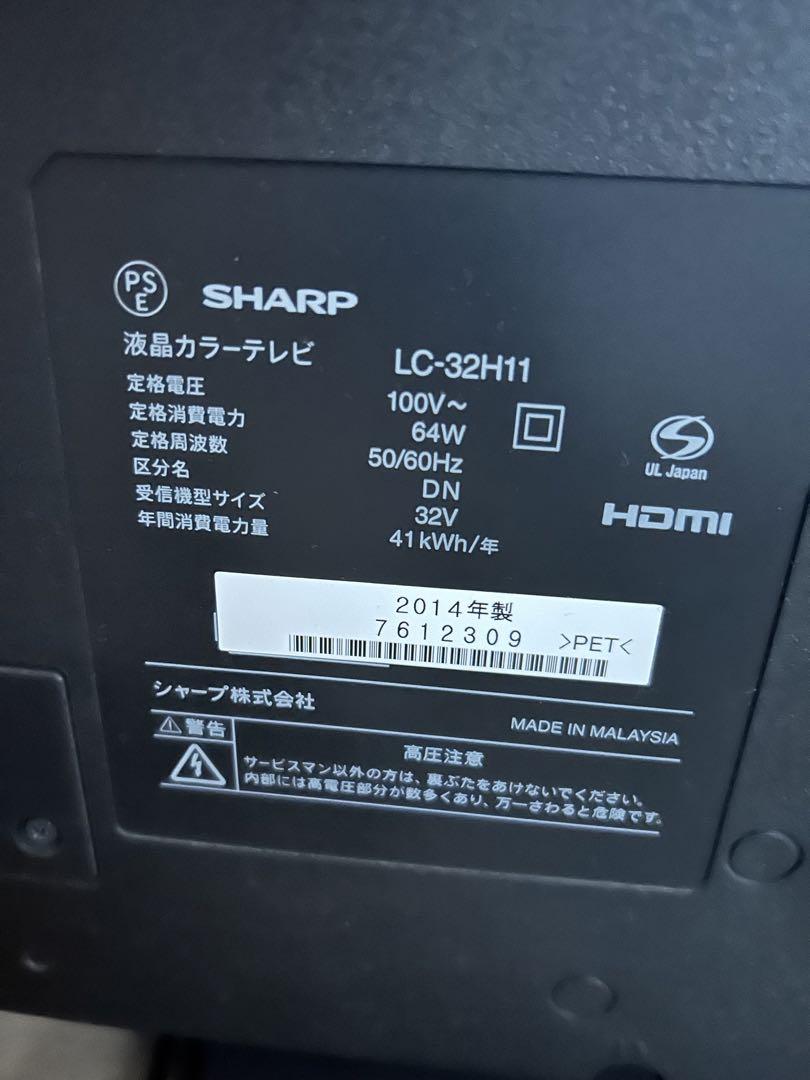 PS
E
SHARP
液晶カラーテレビ LC-32H11
定格電圧 100V~
定格消費電力 64W
定格周波数 50/60Hz
区分名 DN
受信機型サイズ 32V
年間消費電力量 41kWh/年
UL Japan
HDMI
2014年製
7612309 >PET<
シャープ株式会社
MADE IN MALAYSIA
⚠警告
高圧注意
サービスマン以外の方は、裏ぶたをあけないでください。
内部には高電圧部分が数多くあり、万一さわると危険です。